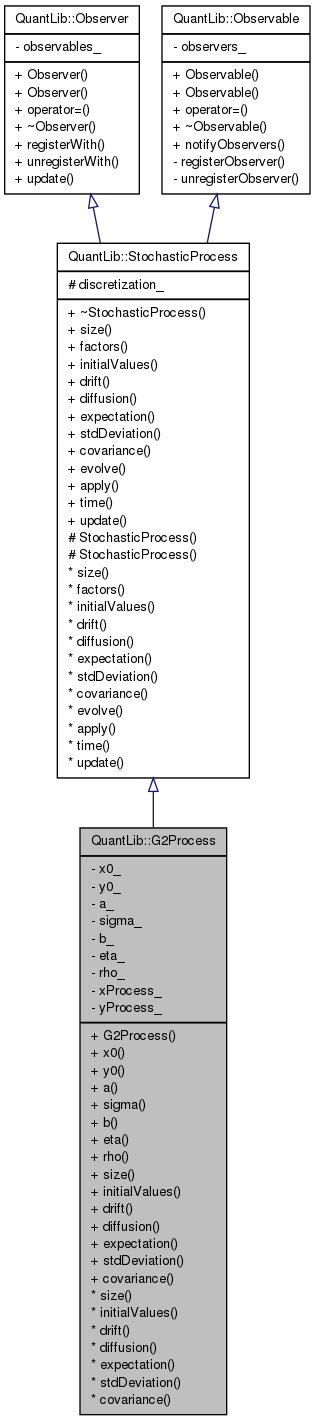 QuantLib::Observer
- observables_
+ Observer()
+ Observer()
+ operator=()
+ ~Observer()
+ registerWith()
+ unregisterWith()
+ update()
QuantLib::Observable
- observers_
+ Observable()
+ Observable()
+ operator=()
+ ~Observable()
+ notifyObservers()
- registerObserver()
- unregisterObserver()
QuantLib::StochasticProcess
# discretization_
+ ~StochasticProcess()
+ size()
+ factors()
+ initialValues()
+ drift()
+ diffusion()
+ expectation()
+ stdDeviation()
+ covariance()
+ evolve()
+ apply()
+ time()
+ update()
# StochasticProcess()
# StochasticProcess()
* size()
* factors()
* initialValues()
* drift()
* diffusion()
* expectation()
* stdDeviation()
* covariance()
* evolve()
* apply()
* time()
* update()
QuantLib::G2Process
- x0_
- y0_
- a_
- sigma_
- b_
- eta_
- rho_
- xProcess_
- yProcess_
+ G2Process()
+ x0()
+ y0()
+ a()
+ sigma()
+ b()
+ eta()
+ rho()
+ size()
+ initialValues()
+ drift()
+ diffusion()
+ expectation()
+ stdDeviation()
+ covariance()
* size()
* initialValues()
* drift()
* diffusion()
* expectation()
* stdDeviation()
* covariance()